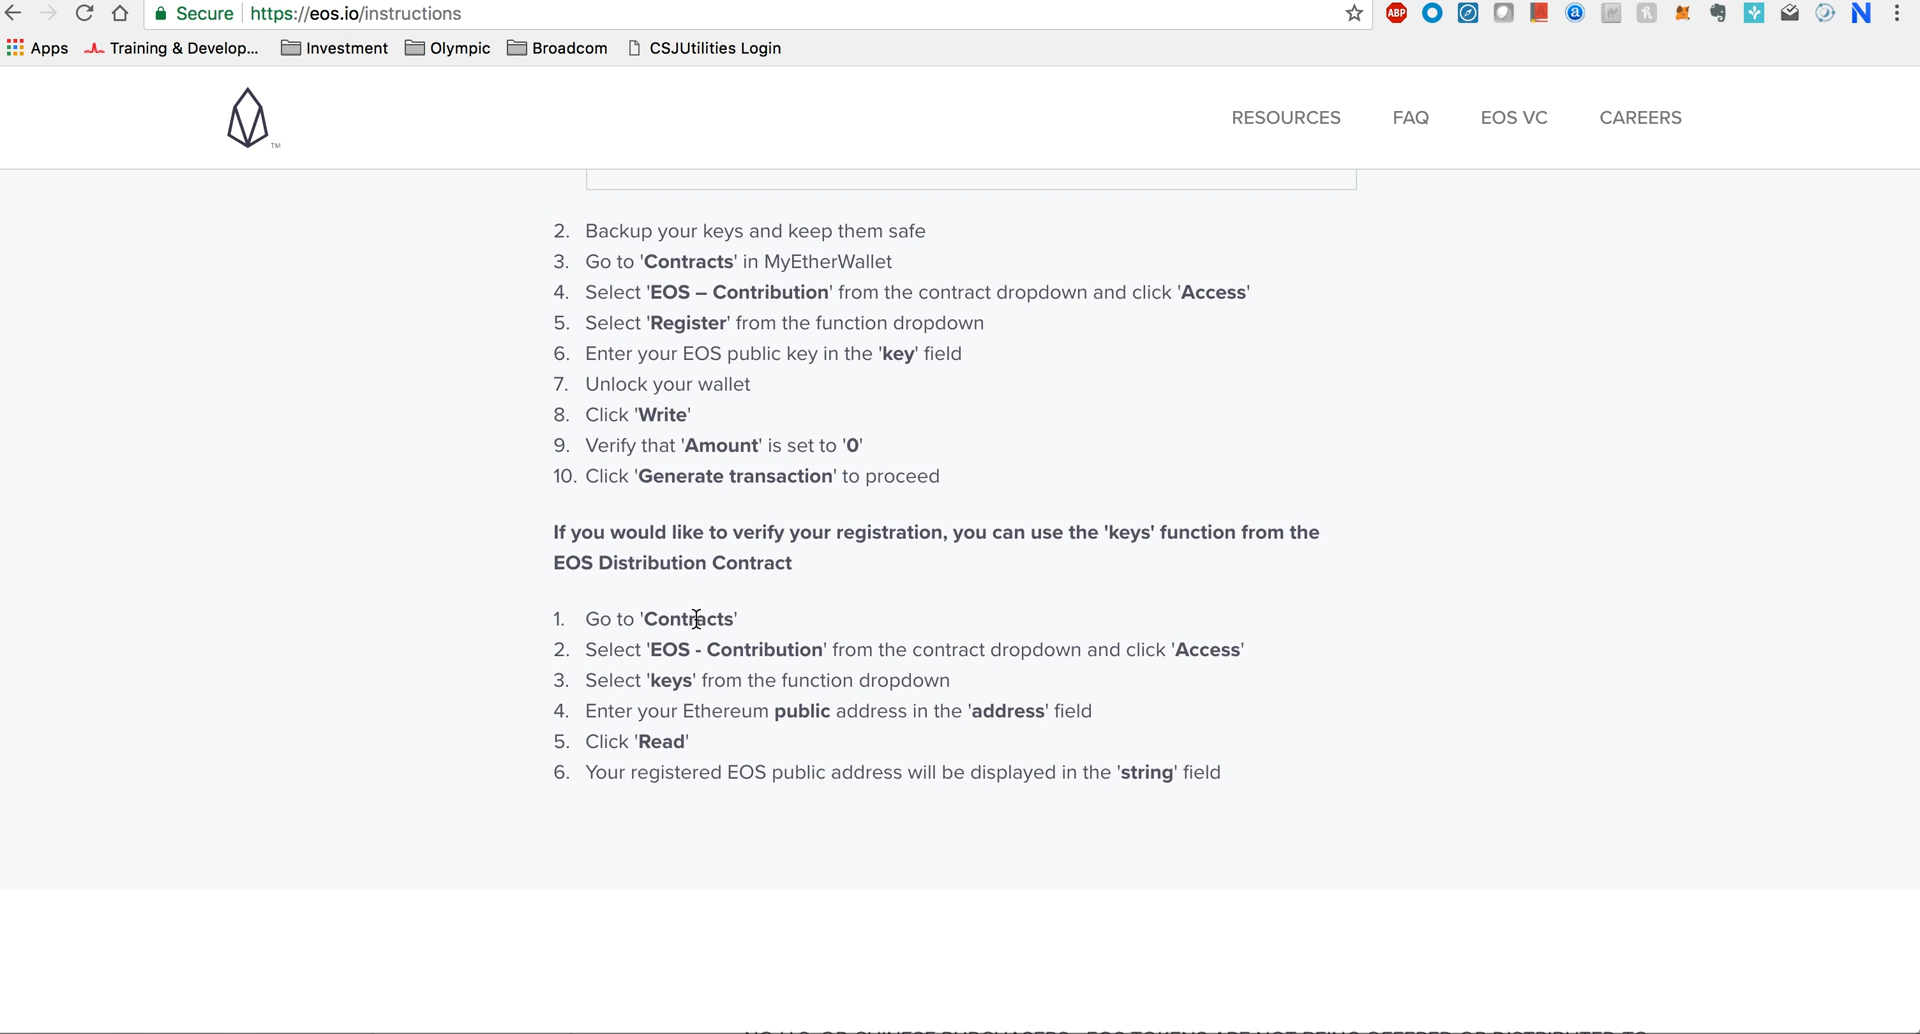 Secure https://eos.io/instructions
ABP
Apps Training & Develop... Investment Olympic Broadcom CSJUtilities Login
TM RESOURCES FAQ EOS VC CAREERS
2. Backup your keys and keep them safe
3. Go to 'Contracts' in MyEtherWallet
4. Select 'EOS – Contribution' from the contract dropdown and click 'Access'
5. Select 'Register' from the function dropdown
6. Enter your EOS public key in the 'key' field
7. Unlock your wallet
8. Click 'Write'
9. Verify that 'Amount' is set to '0'
10. Click 'Generate transaction' to proceed
If you would like to verify your registration, you can use the 'keys' function from the
EOS Distribution Contract
1. Go to 'Contracts'
2. Select 'EOS - Contribution' from the contract dropdown and click 'Access'
3. Select 'keys' from the function dropdown
4. Enter your Ethereum public address in the 'address' field
5. Click 'Read'
6. Your registered EOS public address will be displayed in the 'string' field